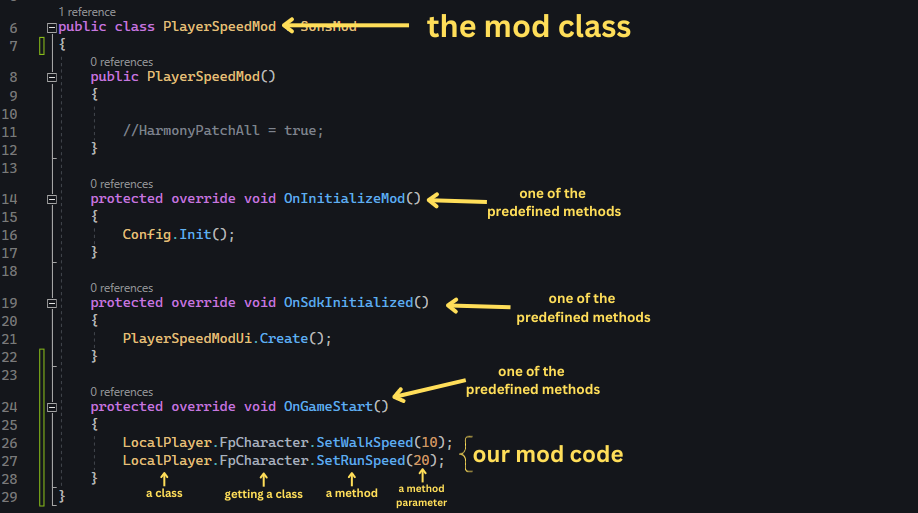 1 reference
6 public class PlayerSpeedMod : SonsMod the mod class
7 {
0 references
8 public PlayerSpeedMod()
9 {
10
11 //HarmonyPatchAll = true;
12 }
13
0 references
14 protected override void OnInitializeMod()
one of the
predefined methods
15 {
16 Config.Init();
17 }
18
0 references
19 protected override void OnSdkInitialized()
one of the
predefined methods
20 {
21 PlayerSpeedModUi.Create();
22 }
23
0 references
24 protected override void OnGameStart()
one of the
predefined methods
25 {
26 LocalPlayer.FpCharacter.SetWalkSpeed(10);
27 LocalPlayer.FpCharacter.SetRunSpeed(20);
our mod code
28 }
a class getting a class a method a method
parameter
29 }